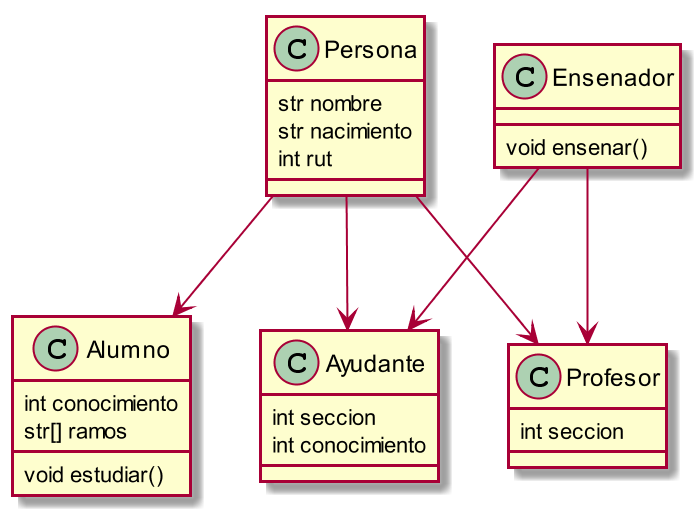 C Persona
str nombre
str nacimiento
int rut
C Ensenador
void ensenar()
C Alumno
int conocimiento
str[] ramos
void estudiar()
C Ayudante
int seccion
int conocimiento
C Profesor
int seccion